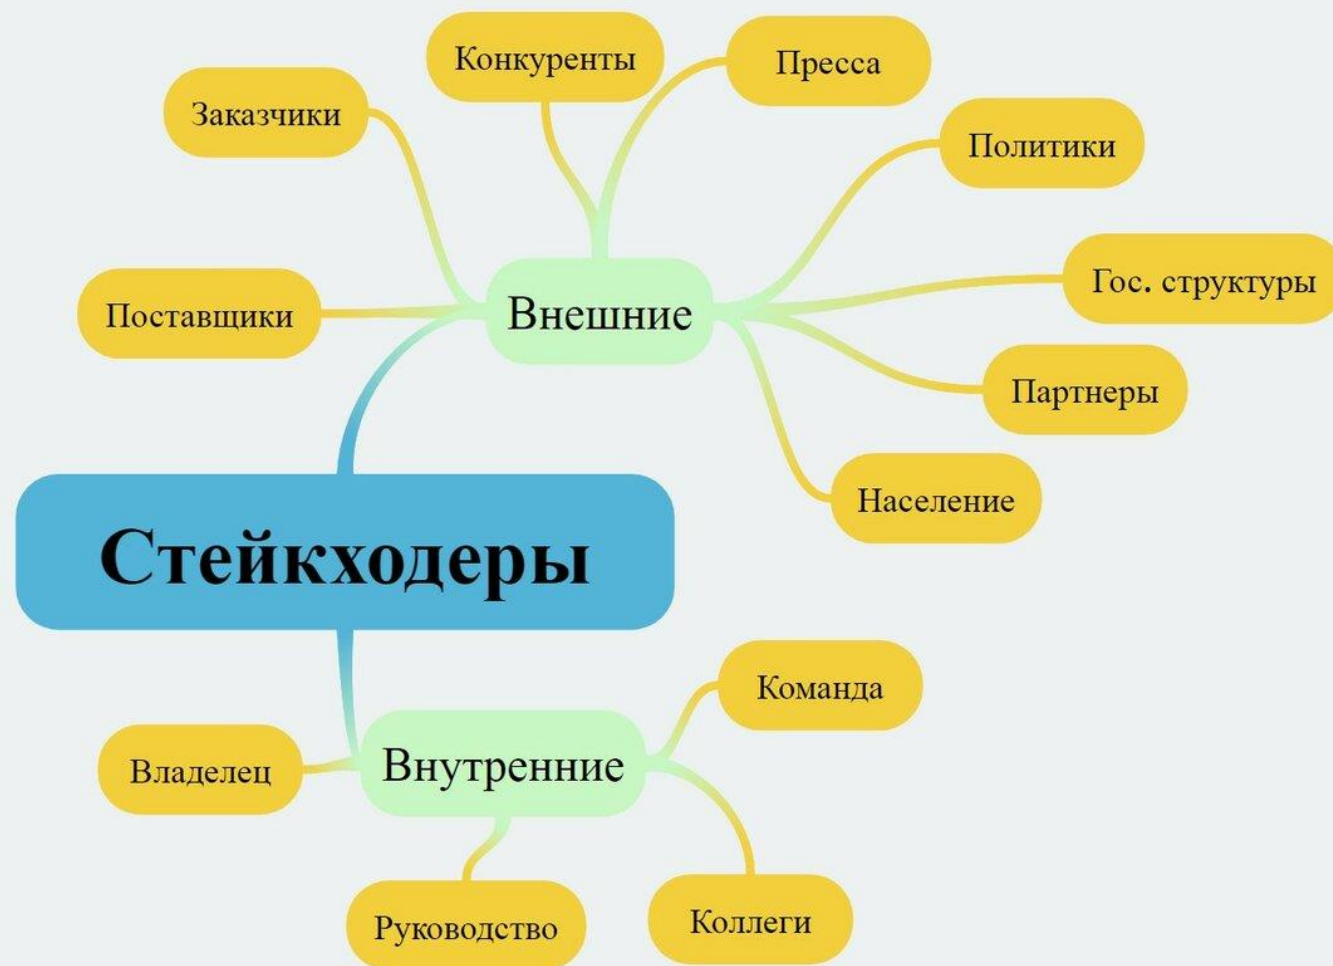 Конкуренты
Пресса
Заказчики
Политики
Гос. структуры
Поставщики
Внешние
Партнеры
Население
Стейкходеры
Команда
Владелец
Внутренние
Руководство
Коллеги